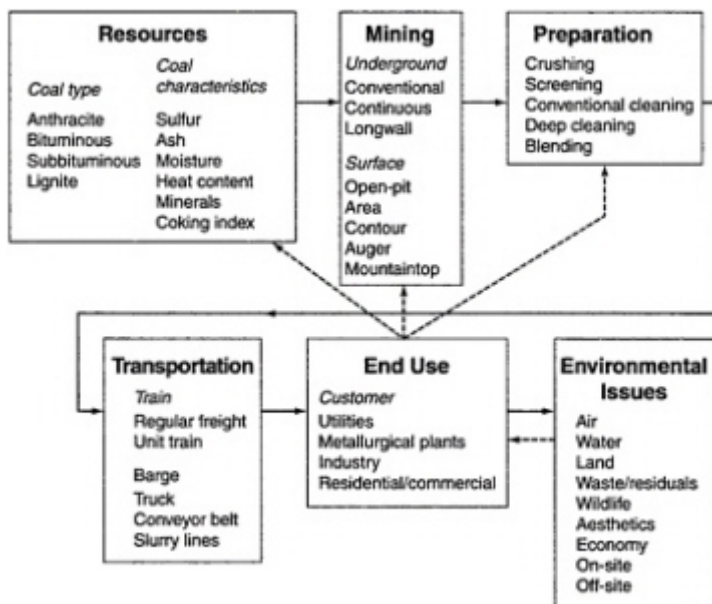 Resources
Coal type
Anthracite
Bituminous
Subbituminous
Lignite
Coal
characteristics
Sulfur
Ash
Moisture
Heat content
Minerals
Coking index
Mining
Underground
Conventional
Continuous
Longwall
Surface
Open-pit
Area
Contour
Auger
Mountaintop
Preparation
Crushing
Screening
Conventional cleaning
Deep cleaning
Blending
Transportation
Train
Regular freight
Unit train
Barge
Truck
Conveyor belt
Slurry lines
End Use
Customer
Utilities
Metallurgical plants
Industry
Residential/commercial
Environmental
Issues
Air
Water
Land
Waste/residuals
Wildlife
Aesthetics
Economy
On-site
Off-site